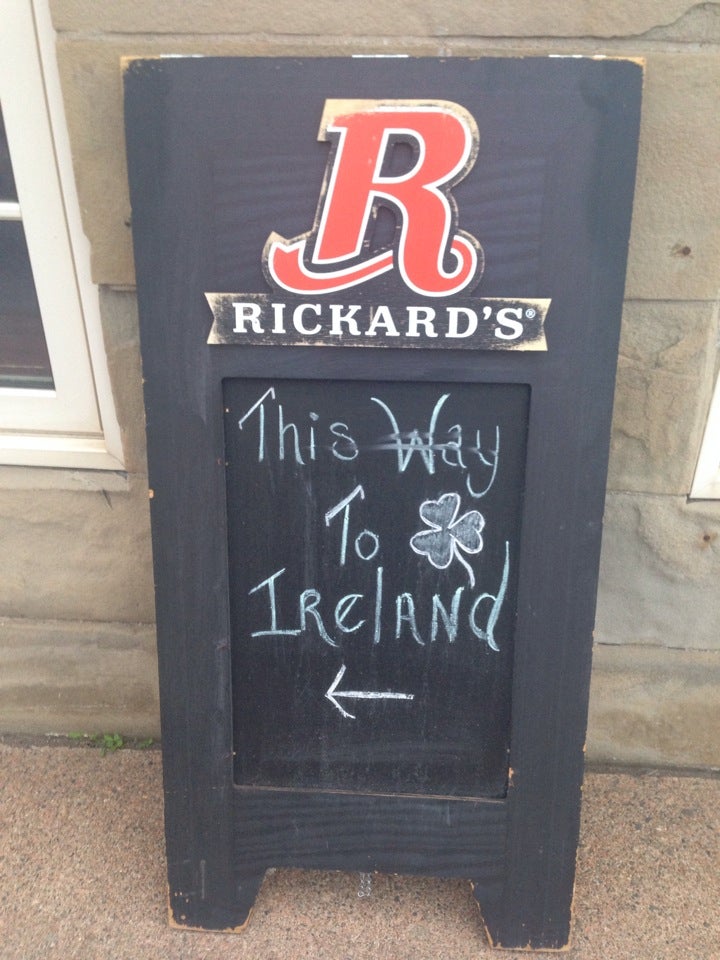 R
RICKARD'S®
This Way
To
IRELAND